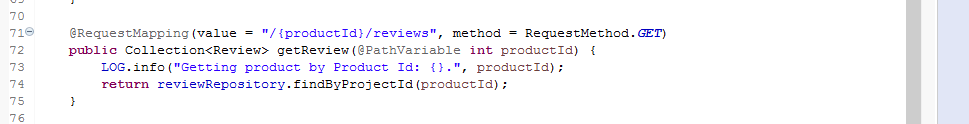 70
71 @RequestMapping(value = "/{productId}/reviews", method = RequestMethod.GET)
72 public Collection<Review> getReview(@PathVariable int productId) {
73 LOG.info("Getting product by Product Id: {}.", productId);
74 return reviewRepository.findByProjectId(productId);
75 }
76